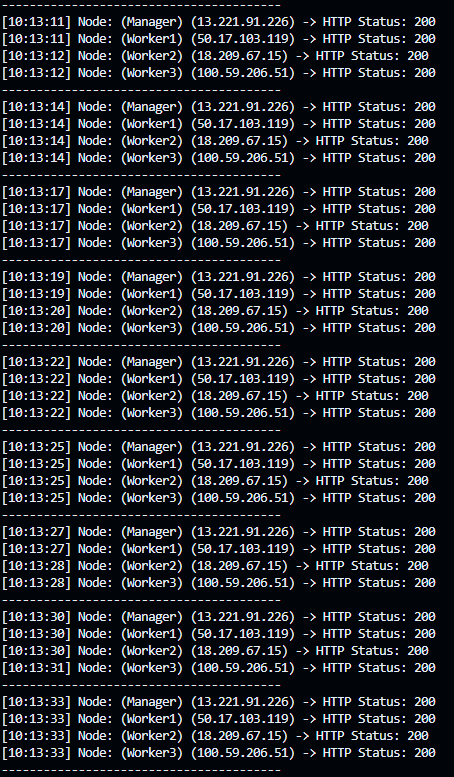 ----------------------------------------
[10:13:11] Node: (Manager) (13.221.91.226) -> HTTP Status: 200
[10:13:11] Node: (Worker1) (50.17.103.119) -> HTTP Status: 200
[10:13:12] Node: (Worker2) (18.209.67.15) -> HTTP Status: 200
[10:13:12] Node: (Worker3) (100.59.206.51) -> HTTP Status: 200
----------------------------------------
[10:13:14] Node: (Manager) (13.221.91.226) -> HTTP Status: 200
[10:13:14] Node: (Worker1) (50.17.103.119) -> HTTP Status: 200
[10:13:14] Node: (Worker2) (18.209.67.15) -> HTTP Status: 200
[10:13:14] Node: (Worker3) (100.59.206.51) -> HTTP Status: 200
----------------------------------------
[10:13:17] Node: (Manager) (13.221.91.226) -> HTTP Status: 200
[10:13:17] Node: (Worker1) (50.17.103.119) -> HTTP Status: 200
[10:13:17] Node: (Worker2) (18.209.67.15) -> HTTP Status: 200
[10:13:17] Node: (Worker3) (100.59.206.51) -> HTTP Status: 200
----------------------------------------
[10:13:19] Node: (Manager) (13.221.91.226) -> HTTP Status: 200
[10:13:19] Node: (Worker1) (50.17.103.119) -> HTTP Status: 200
[10:13:20] Node: (Worker2) (18.209.67.15) -> HTTP Status: 200
[10:13:20] Node: (Worker3) (100.59.206.51) -> HTTP Status: 200
----------------------------------------
[10:13:22] Node: (Manager) (13.221.91.226) -> HTTP Status: 200
[10:13:22] Node: (Worker1) (50.17.103.119) -> HTTP Status: 200
[10:13:22] Node: (Worker2) (18.209.67.15) -> HTTP Status: 200
[10:13:22] Node: (Worker3) (100.59.206.51) -> HTTP Status: 200
----------------------------------------
[10:13:25] Node: (Manager) (13.221.91.226) -> HTTP Status: 200
[10:13:25] Node: (Worker1) (50.17.103.119) -> HTTP Status: 200
[10:13:25] Node: (Worker2) (18.209.67.15) -> HTTP Status: 200
[10:13:25] Node: (Worker3) (100.59.206.51) -> HTTP Status: 200
----------------------------------------
[10:13:27] Node: (Manager) (13.221.91.226) -> HTTP Status: 200
[10:13:27] Node: (Worker1) (50.17.103.119) -> HTTP Status: 200
[10:13:28] Node: (Worker2) (18.209.67.15) -> HTTP Status: 200
[10:13:28] Node: (Worker3) (100.59.206.51) -> HTTP Status: 200
----------------------------------------
[10:13:30] Node: (Manager) (13.221.91.226) -> HTTP Status: 200
[10:13:30] Node: (Worker1) (50.17.103.119) -> HTTP Status: 200
[10:13:30] Node: (Worker2) (18.209.67.15) -> HTTP Status: 200
[10:13:31] Node: (Worker3) (100.59.206.51) -> HTTP Status: 200
----------------------------------------
[10:13:33] Node: (Manager) (13.221.91.226) -> HTTP Status: 200
[10:13:33] Node: (Worker1) (50.17.103.119) -> HTTP Status: 200
[10:13:33] Node: (Worker2) (18.209.67.15) -> HTTP Status: 200
[10:13:33] Node: (Worker3) (100.59.206.51) -> HTTP Status: 200
----------------------------------------